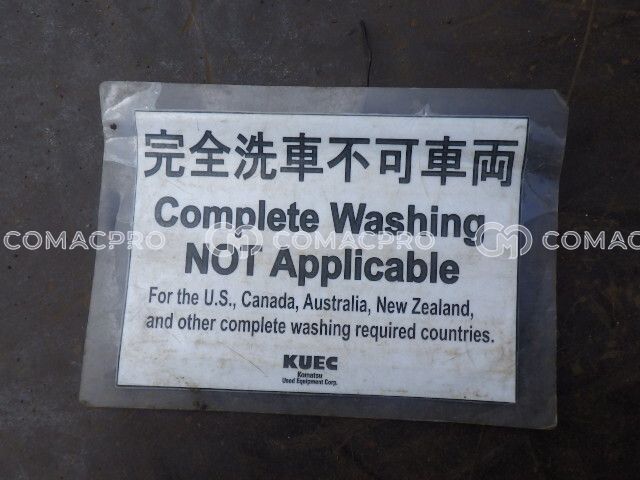 完全洗車不可車両
Complete Washing
NOT Applicable
COMACPRO COMACPRO COMACPRO
For the U.S., Canada, Australia, New Zealand,
and other complete washing required countries.
KUEC
Komatsu
Used Equipment Corp.